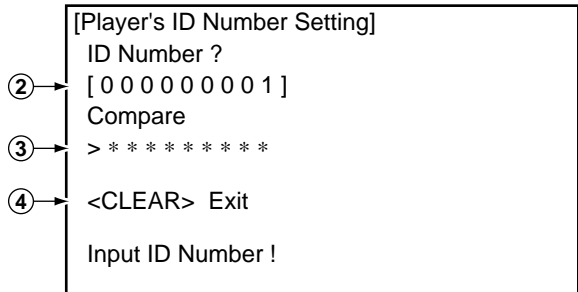 [Player's ID Number Setting]
ID Number ?
② [ 0 0 0 0 0 0 0 0 1 ]
Compare
③ > * * * * * * * * *
④ <CLEAR> Exit
Input ID Number !